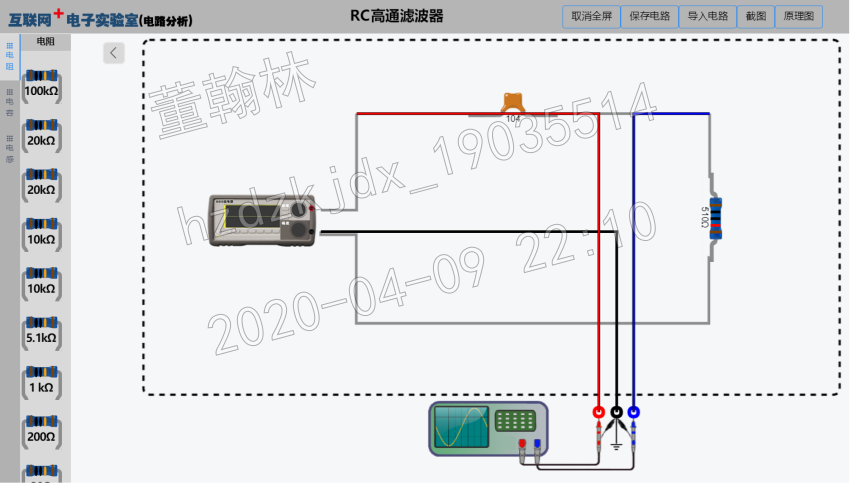 互联网+电子实验室(电路分析)
RC高通滤波器
取消全屏 保存电路 导入电路 截图 原理图
电阻
电容
电感
电阻
100kΩ
20kΩ
20kΩ
10kΩ
10kΩ
5.1kΩ
1 kΩ
200Ω
104
510Ω
董翰林
hzdzkjdx_19035514
2020-04-09 22:10